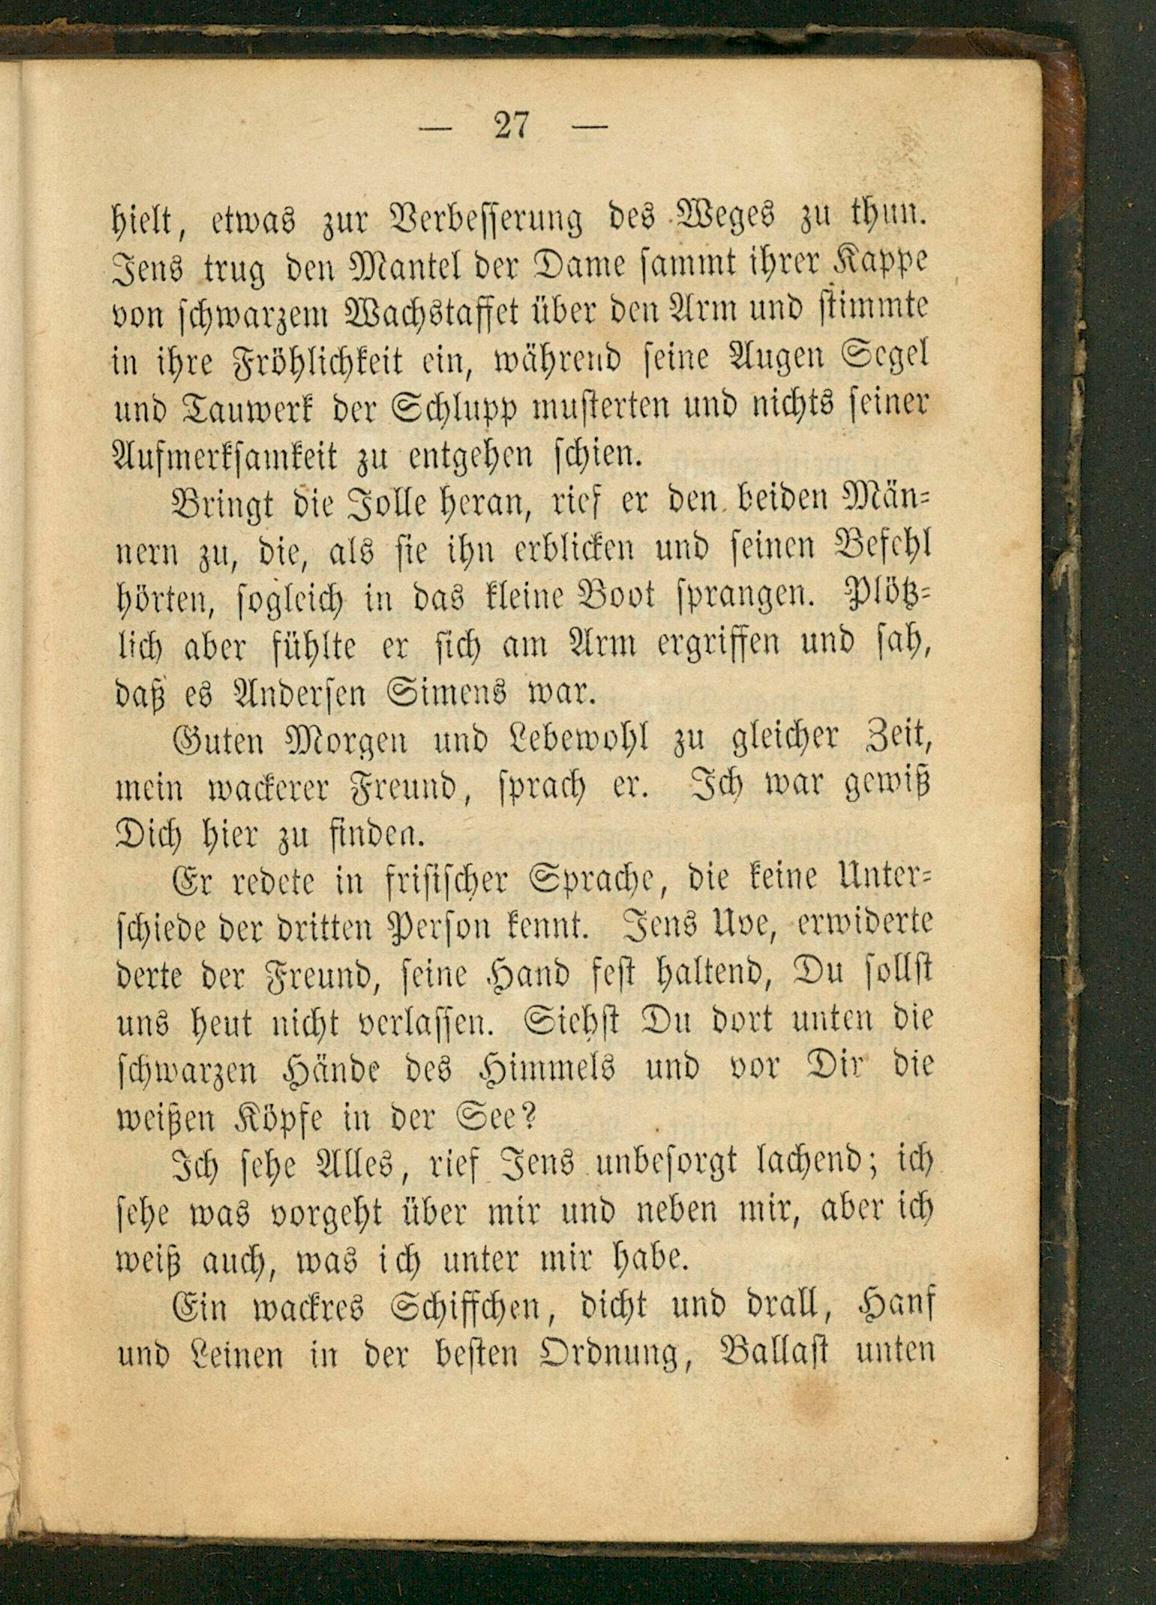 — 27 —
hielt, etwas zur Verbesserung des Weges zu thun.
Jens trug den Mantel der Dame sammt ihrer Kappe
von schwarzem Wachstaffet über den Arm und stimmte
in ihre Fröhlichkeit ein, während seine Augen Segel
und Tauwerk der Schlupp musterten und nichts seiner
Aufmerksamkeit zu entgehen schien.
Bringt die Jolle heran, rief er den beiden Män-
nern zu, die, als sie ihn erblicken und seinen Befehl
hörten, sogleich in das kleine Boot sprangen. Plötz-
lich aber fühlte er sich am Arm ergriffen und sah,
daß es Andersen Simens war.
Guten Morgen und Lebewohl zu gleicher Zeit,
mein wackerer Freund, sprach er. Ich war gewiß
Dich hier zu finden.
Er redete in frisischer Sprache, die keine Unter-
schiede der dritten Person kennt. Jens Uve, erwiderte
derte der Freund, seine Hand fest haltend, Du sollst
uns heut nicht verlassen. Siehst Du dort unten die
schwarzen Hände des Himmels und vor Dir die
weißen Köpfe in der See?
Ich sehe Alles, rief Jens unbesorgt lachend; ich
sehe was vorgeht über mir und neben mir, aber ich
weiß auch, was ich unter mir habe.
Ein wackres Schiffchen, dicht und drall, Hanf
und Leinen in der besten Ordnung, Ballast unten